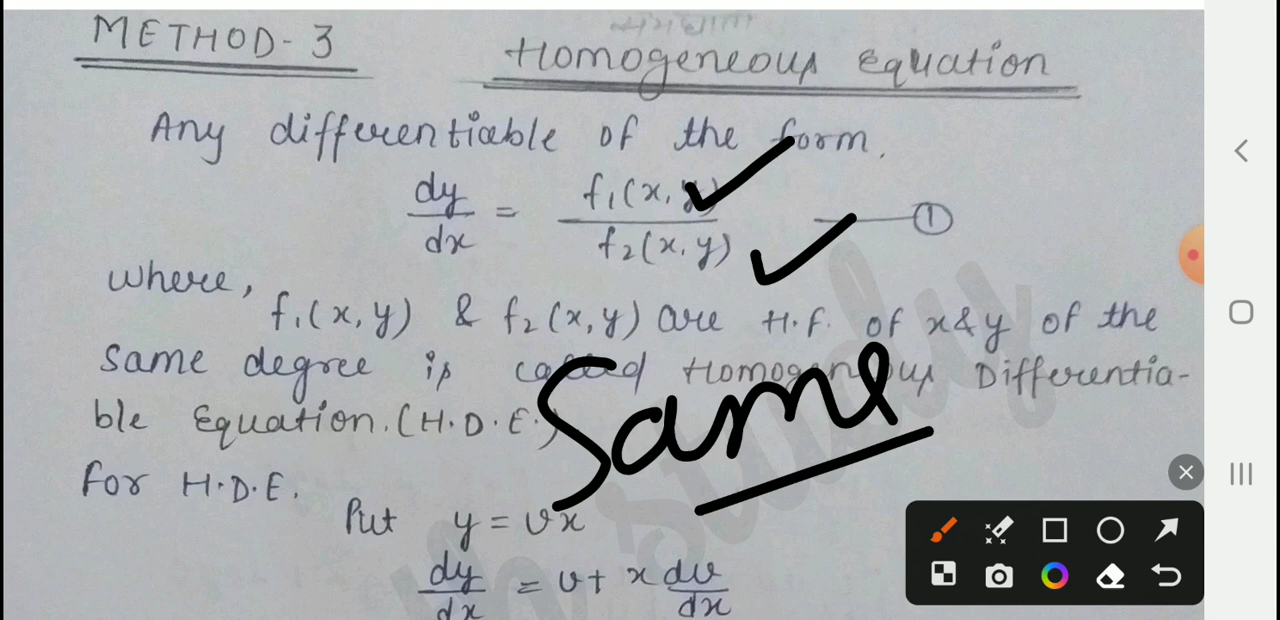 METHOD-3
Homogeneous Equation
Any differentiable of the form.
dy/dx = f₁(x, y)/f₂(x, y) —①
where,
f₁(x, y) & f₂(x, y) are H.F. of x & y of the
same degree is called Homogeneous Differentia-
ble Equation. (H.D.E.)
Same
For H.D.E.
Put y = vx
dy/dx = v + x dv/dx